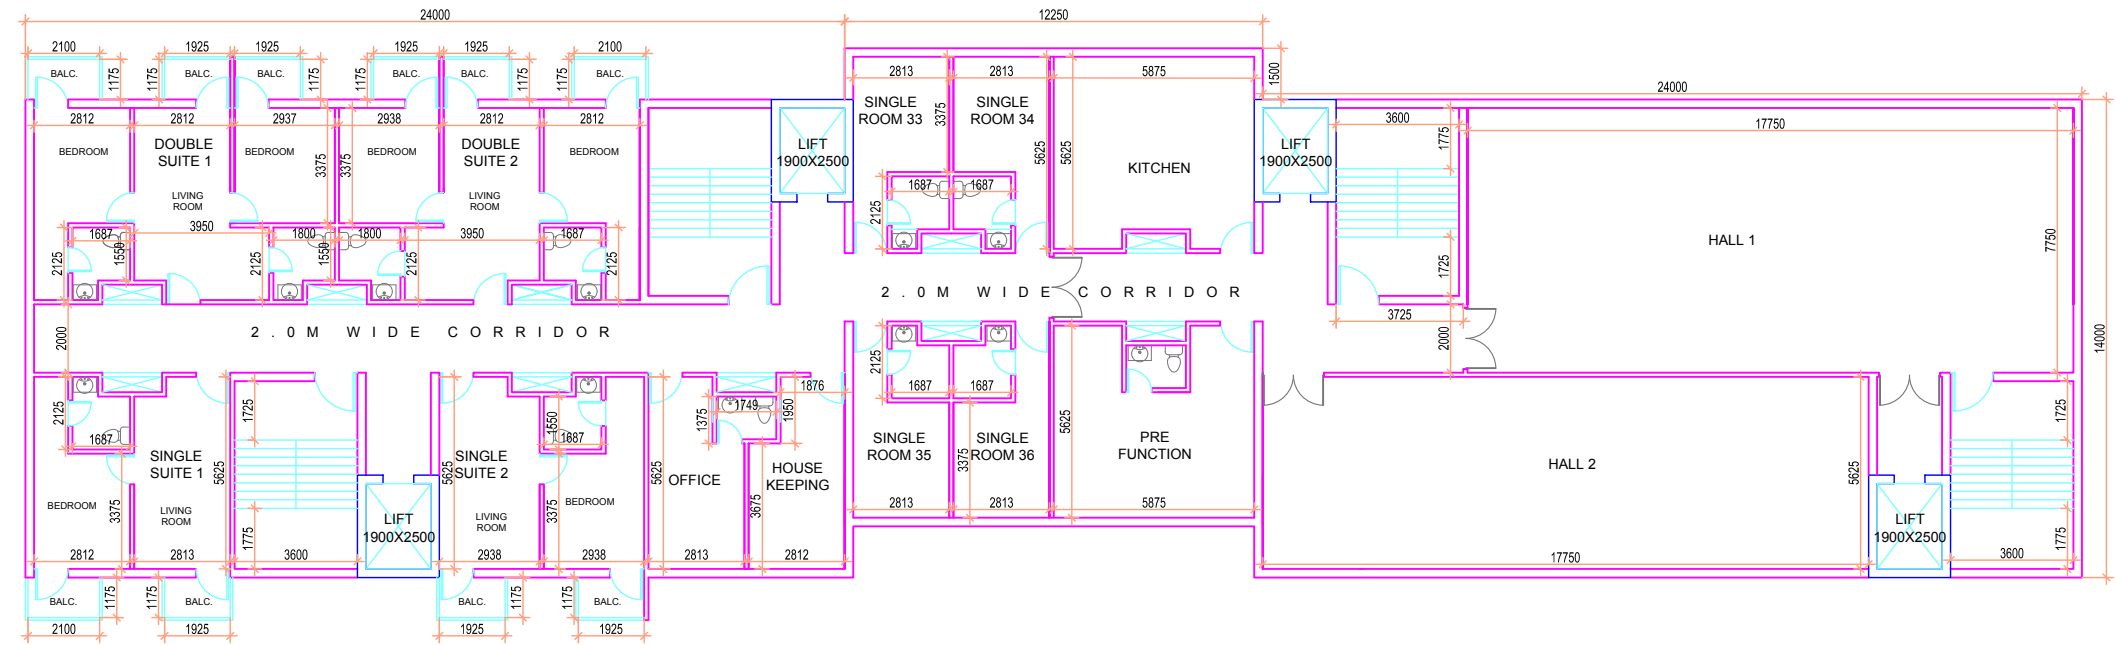 24000
12250
2100
1925
1925
1925
1925
2100
BALC.
BALC.
BALC.
BALC.
BALC.
BALC.
1175
1175
1175
1175
1175
1175
1500
24000
2812
2812
2937
2938
2812
2812
2813
2813
5875
3600
17750
DOUBLE
SUITE 1
DOUBLE
SUITE 2
BEDROOM
BEDROOM
BEDROOM
BEDROOM
3375
3375
LIVING
ROOM
LIVING
ROOM
SINGLE
ROOM 33
SINGLE
ROOM 34
3375
5625
5625
KITCHEN
LIFT
1900X2500
LIFT
1900X2500
1775
1725
HALL 1
7750
14000
1687
3950
1800
1800
3950
1687
1550
1550
2125
2125
2125
2125
1687
1687
2125
2.0M WIDE CORRIDOR
2.0M WIDE CORRIDOR
2000
3725
2000
2125
1687
1725
1550
1687
1876
1375
1749
1950
2125
1687
1687
SINGLE
SUITE 1
5625
SINGLE
SUITE 2
5625
5625
OFFICE
HOUSE
KEEPING
3675
SINGLE
ROOM 35
SINGLE
ROOM 36
3375
5625
PRE
FUNCTION
HALL 2
5625
1725
BEDROOM
3375
LIVING
ROOM
1775
LIFT
1900X2500
LIVING
ROOM
3375
BEDROOM
LIFT
1900X2500
1775
2812
2813
3600
2938
2938
2813
2812
2813
2813
5875
17750
3600
BALC.
BALC.
BALC.
BALC.
1175
1175
1175
1175
2100
1925
1925
1925